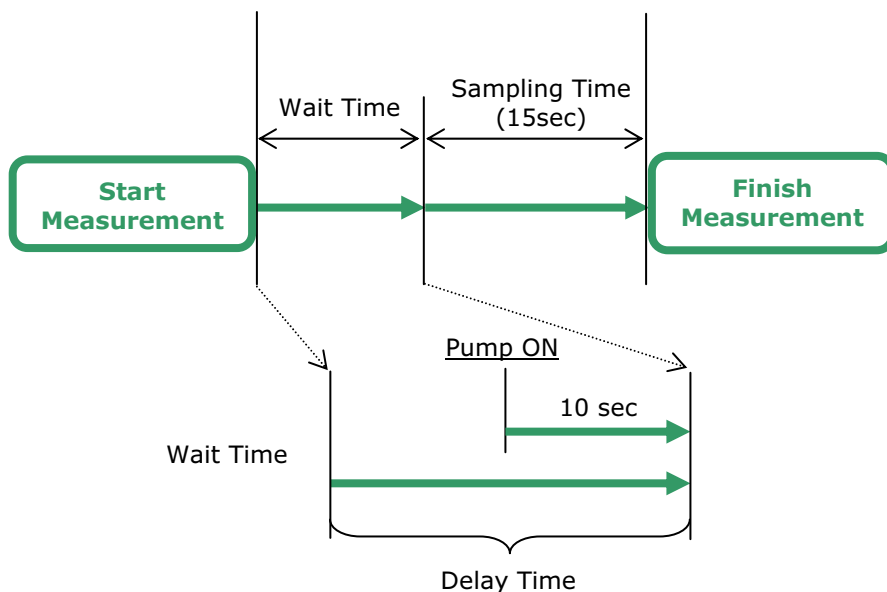 Wait Time
Sampling Time
(15sec)
Start
Measurement
Finish
Measurement
Pump ON
10 sec
Wait Time
Delay Time